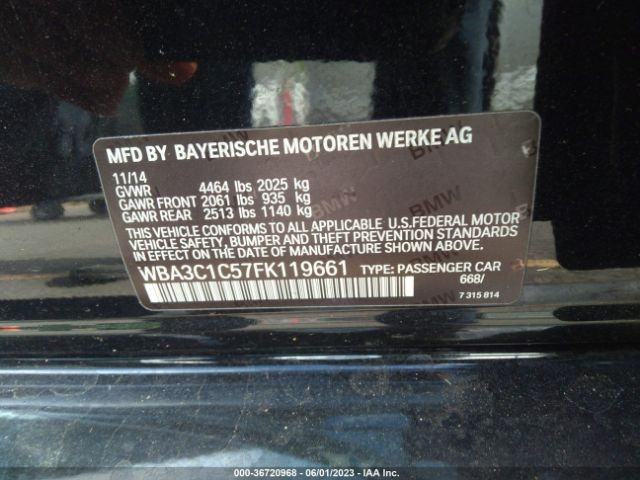 MFD BY BAYERISCHE MOTOREN WERKE AG
11/14
GVWR 4464 lbs 2025 kg
GAWR FRONT 2061 lbs 935 kg
GAWR REAR 2513 lbs 1140 kg
THIS VEHICLE CONFORMS TO ALL APPLICABLE U.S.FEDERAL MOTOR
VEHICLE SAFETY, BUMPER AND THEFT PREVENTION STANDARDS
IN EFFECT ON THE DATE OF MANUFACTURE SHOWN ABOVE.
WBA3C1C57FK119661 TYPE: PASSENGER CAR
668/
7 315 814
000-36720968 - 06/01/2023 - IAA Inc.